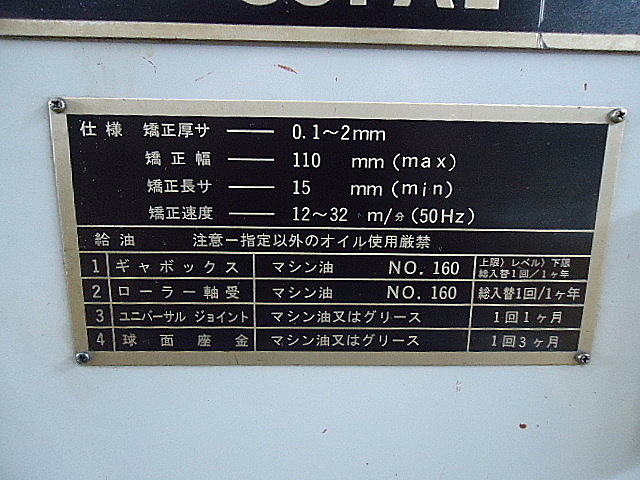 仕様 矯正厚サ ―― 0.1～2mm
矯正幅 ―― 110 mm (max)
矯正長サ ―― 15 mm (min)
矯正速度 ―― 12～32 m/分 (50Hz)
給油 注意ー指定以外のオイル使用厳禁
1 ギヤボックス マシン油 NO. 160 上限〉レベル〉下限 総入替1回/1ヶ年
2 ローラー軸受 マシン油 NO. 160 総入替1回/1ヶ年
3 ユニバーサル ジョイント マシン油又はグリース 1回1ヶ月
4 球面座金 マシン油又はグリース 1回3ヶ月